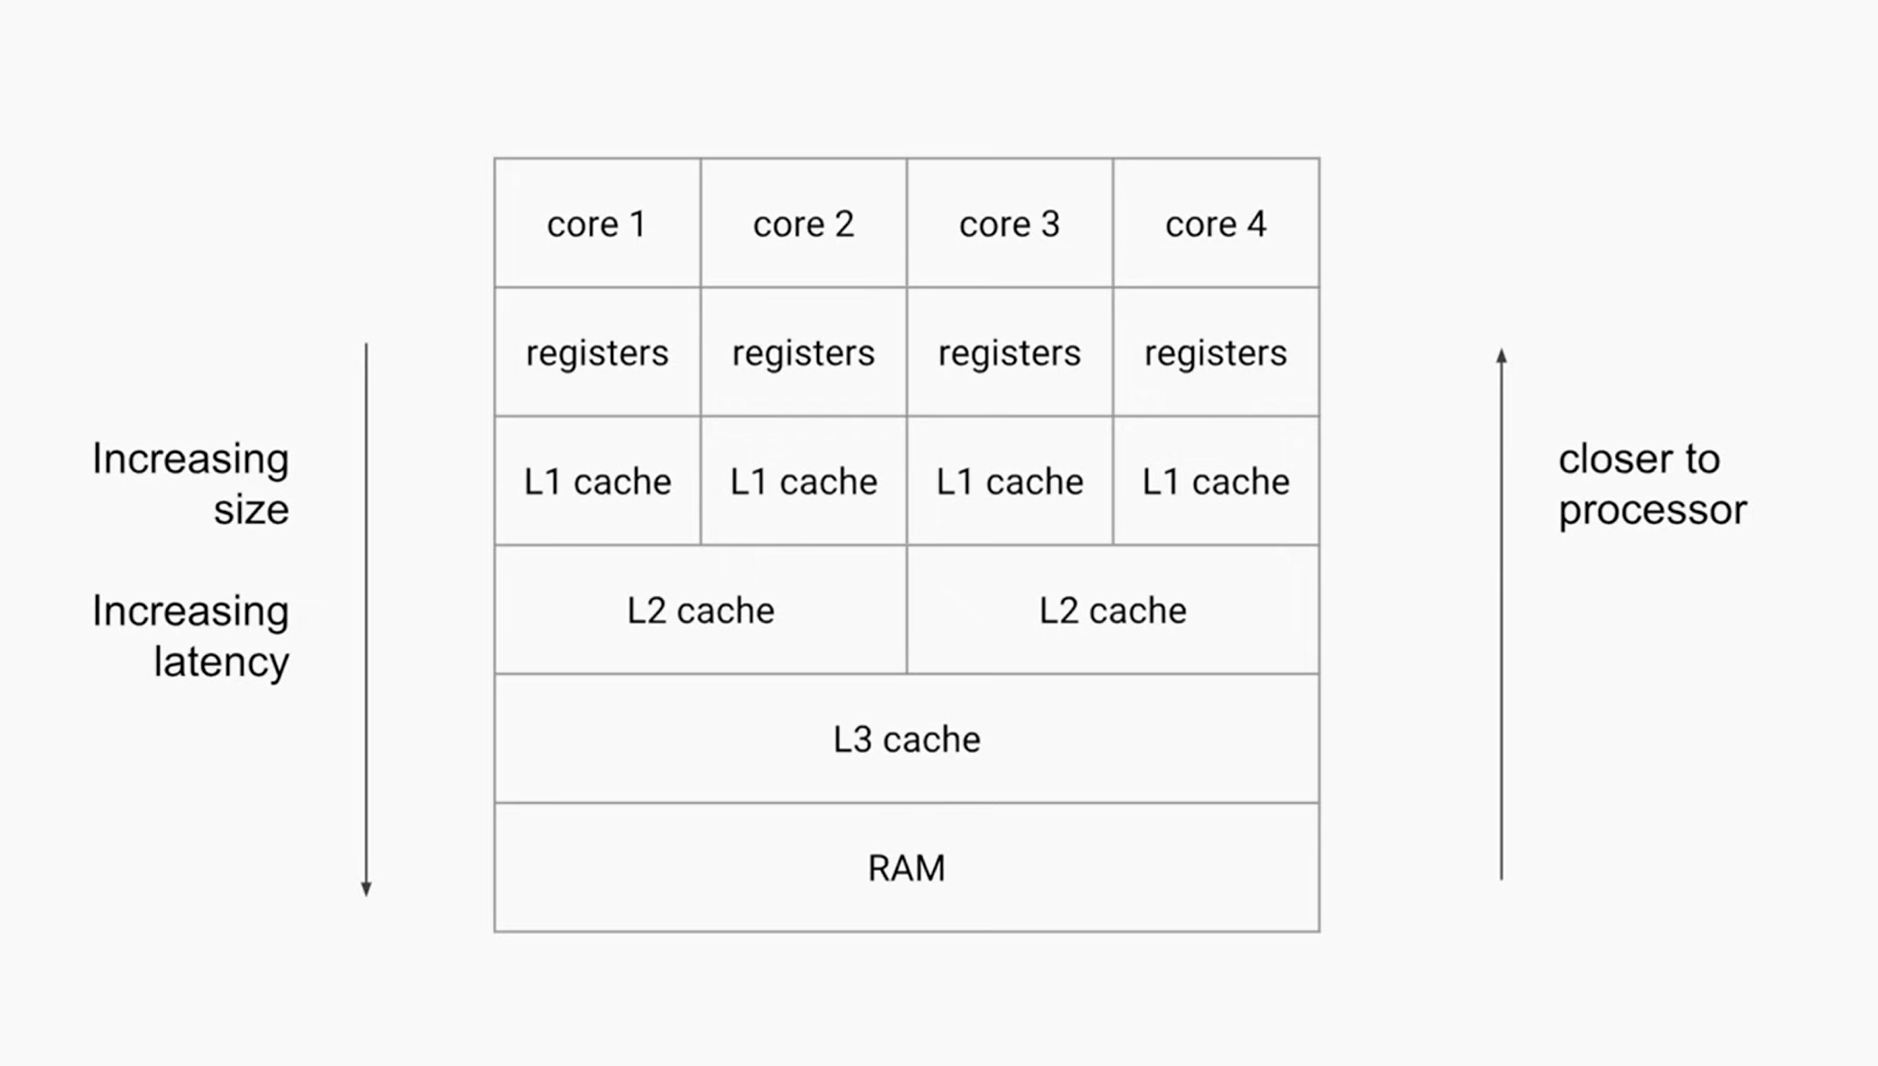 core 1
core 2
core 3
core 4
registers
registers
registers
registers
L1 cache
L1 cache
L1 cache
L1 cache
L2 cache
L2 cache
L3 cache
RAM
Increasing
size
Increasing
latency
closer to
processor